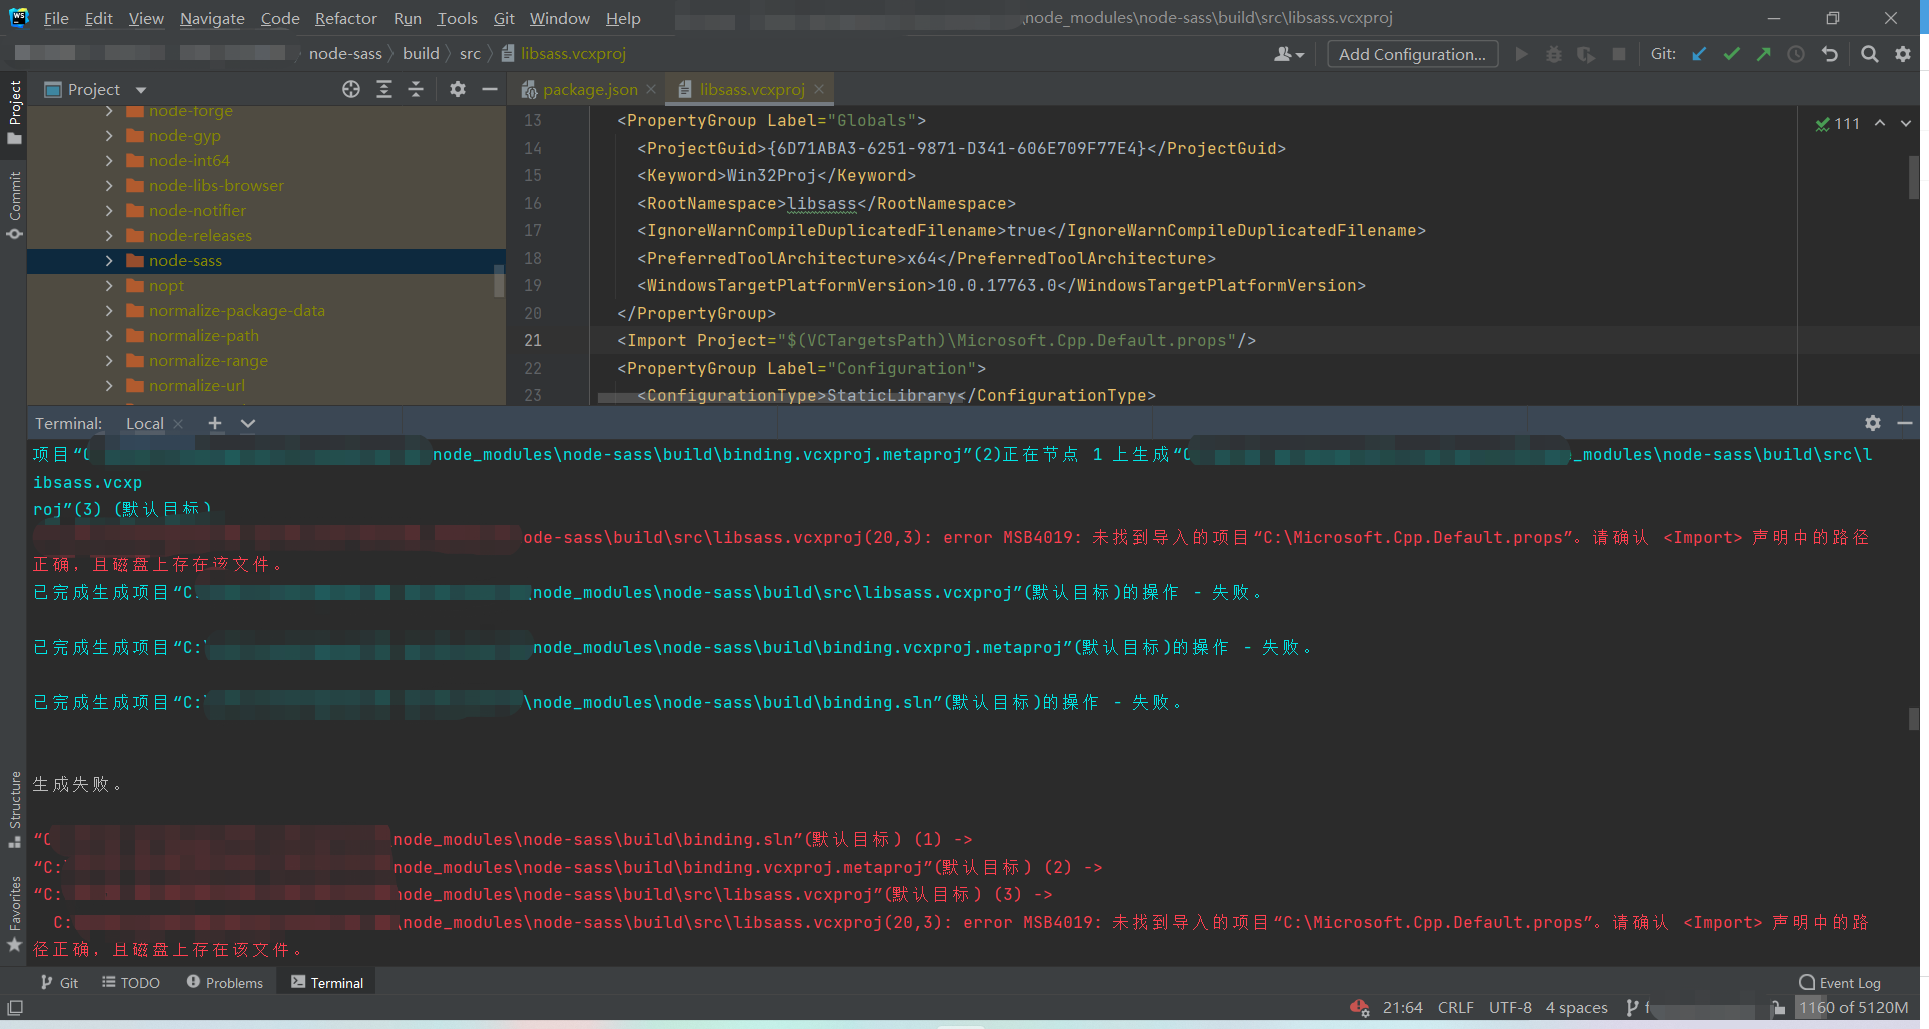 File Edit View Navigate Code Refactor Run Tools Git Window Help \node_modules\node-sass\build\src\libsass.vcxproj
node-sass build src libsass.vcxproj Add Configuration... Git:
Project package.json libsass.vcxproj
Project
Commit
node-forge
node-gyp
node-int64
node-libs-browser
node-notifier
node-releases
node-sass
nopt
normalize-package-data
normalize-path
normalize-range
normalize-url
111
13 <PropertyGroup Label="Globals">
14 <ProjectGuid>{6D71ABA3-6251-9871-D341-606E709F77E4}</ProjectGuid>
15 <Keyword>Win32Proj</Keyword>
16 <RootNamespace>libsass</RootNamespace>
17 <IgnoreWarnCompileDuplicatedFilename>true</IgnoreWarnCompileDuplicatedFilename>
18 <PreferredToolArchitecture>x64</PreferredToolArchitecture>
19 <WindowsTargetPlatformVersion>10.0.17763.0</WindowsTargetPlatformVersion>
20 </PropertyGroup>
21 <Import Project="$(VCTargetsPath)\Microsoft.Cpp.Default.props"/>
22 <PropertyGroup Label="Configuration">
23 <ConfigurationType>StaticLibrary</ConfigurationType>
Terminal: Local
项目“C node_modules\node-sass\build\binding.vcxproj.metaproj”(2)正在节点 1 上生成“C _modules\node-sass\build\src\l
ibsass.vcxp
roj”(3) (默认目标)
ode-sass\build\src\libsass.vcxproj(20,3): error MSB4019: 未找到导入的项目“C:\Microsoft.Cpp.Default.props”。请确认 <Import> 声明中的路径
正确，且磁盘上存在该文件。
已完成生成项目“C: node_modules\node-sass\build\src\libsass.vcxproj”(默认目标)的操作 - 失败。
已完成生成项目“C:\ node_modules\node-sass\build\binding.vcxproj.metaproj”(默认目标)的操作 - 失败。
已完成生成项目“C:\ \node_modules\node-sass\build\binding.sln”(默认目标)的操作 - 失败。
生成失败。
“C node_modules\node-sass\build\binding.sln”(默认目标) (1) ->
“C:\ node_modules\node-sass\build\binding.vcxproj.metaproj”(默认目标) (2) ->
“C: node_modules\node-sass\build\src\libsass.vcxproj”(默认目标) (3) ->
C: \node_modules\node-sass\build\src\libsass.vcxproj(20,3): error MSB4019: 未找到导入的项目“C:\Microsoft.Cpp.Default.props”。请确认 <Import> 声明中的路
径正确，且磁盘上存在该文件。
Structure
Favorites
Git TODO Problems Terminal Event Log
21:64 CRLF UTF-8 4 spaces f 1160 of 5120M